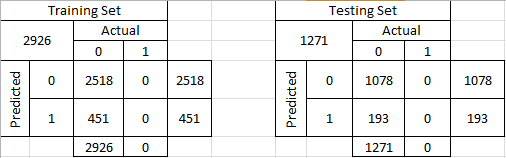 Training Set
2926 Actual
0 1
Predicted 0 2518 0 2518
1 451 0 451
2926 0
Testing Set
1271 Actual
0 1
Predicted 0 1078 0 1078
1 193 0 193
1271 0